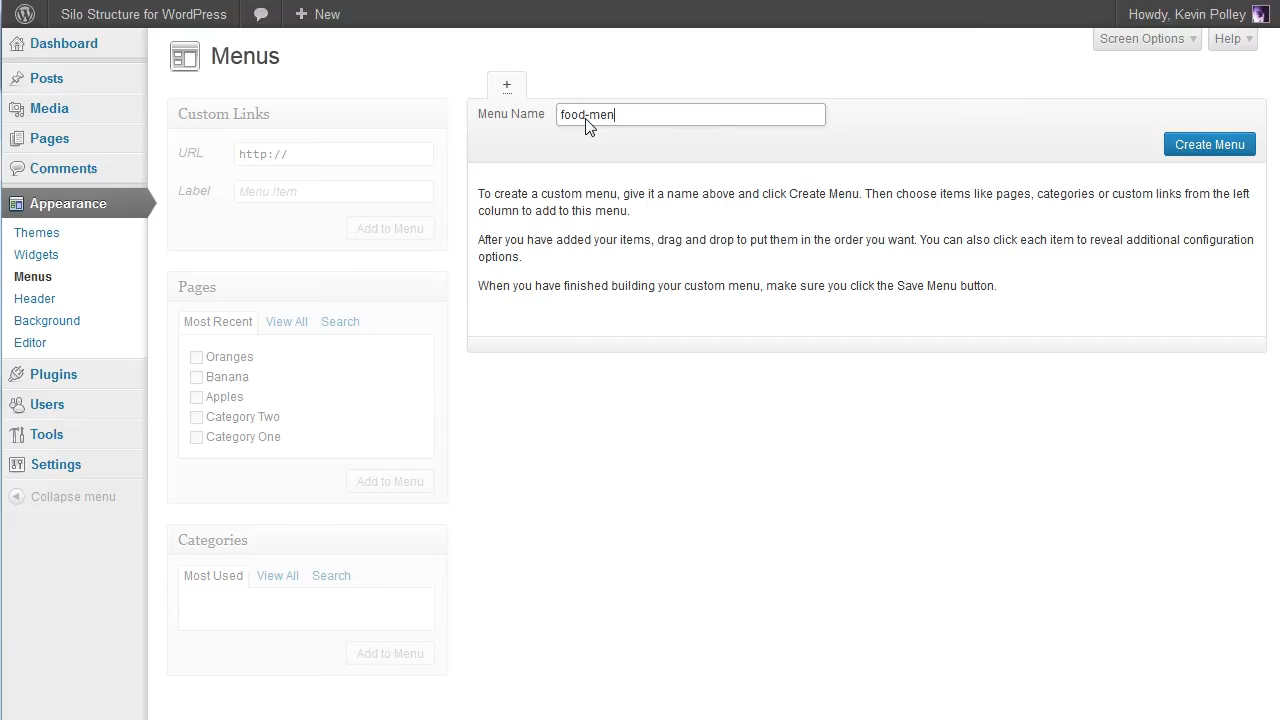 Silo Structure for WordPress
New
Howdy, Kevin Polley
Screen Options
Help
Dashboard
Posts
Media
Pages
Comments
Appearance
Themes
Widgets
Menus
Header
Background
Editor
Plugins
Users
Tools
Settings
Collapse menu
Menus
Custom Links
URL
http://
Label
Menu Item
Add to Menu
Pages
Most Recent View All Search
Oranges
Banana
Apples
Category Two
Category One
Add to Menu
Categories
Most Used View All Search
Add to Menu
+
Menu Name food-men
Create Menu
To create a custom menu, give it a name above and click Create Menu. Then choose items like pages, categories or custom links from the left
column to add to this menu.
After you have added your items, drag and drop to put them in the order you want. You can also click each item to reveal additional configuration
options.
When you have finished building your custom menu, make sure you click the Save Menu button.